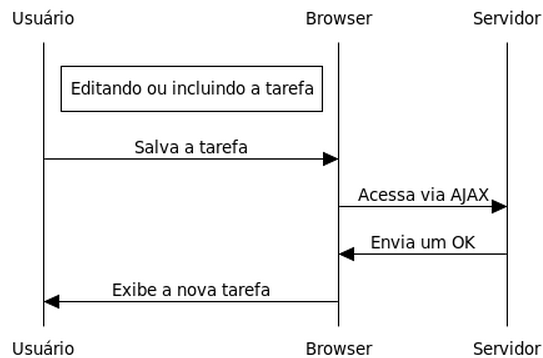 Usuário Browser Servidor
Editando ou incluindo a tarefa
Salva a tarefa
Acessa via AJAX
Envia um OK
Exibe a nova tarefa
Usuário Browser Servidor